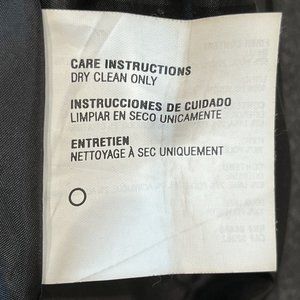 CARE INSTRUCTIONS
DRY CLEAN ONLY
INSTRUCCIONES DE CUIDADO
LIMPIAR EN SECO UNICAMENTE
ENTRETIEN
NETTOYAGE À SEC UNIQUEMENT